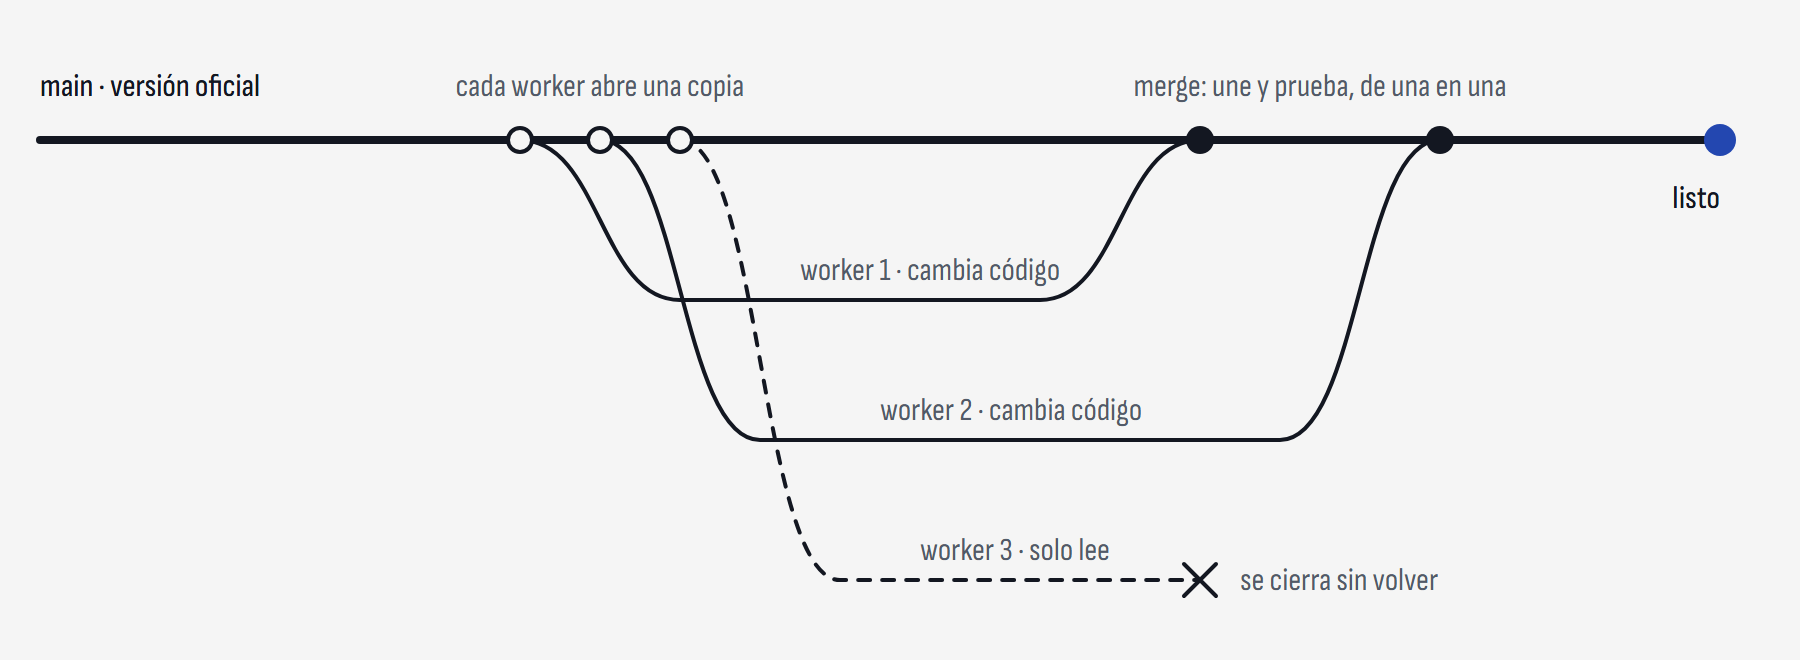 main · versión oficial
cada worker abre una copia
merge: une y prueba, de una en una
listo
worker 1 · cambia código
worker 2 · cambia código
worker 3 · solo lee
se cierra sin volver